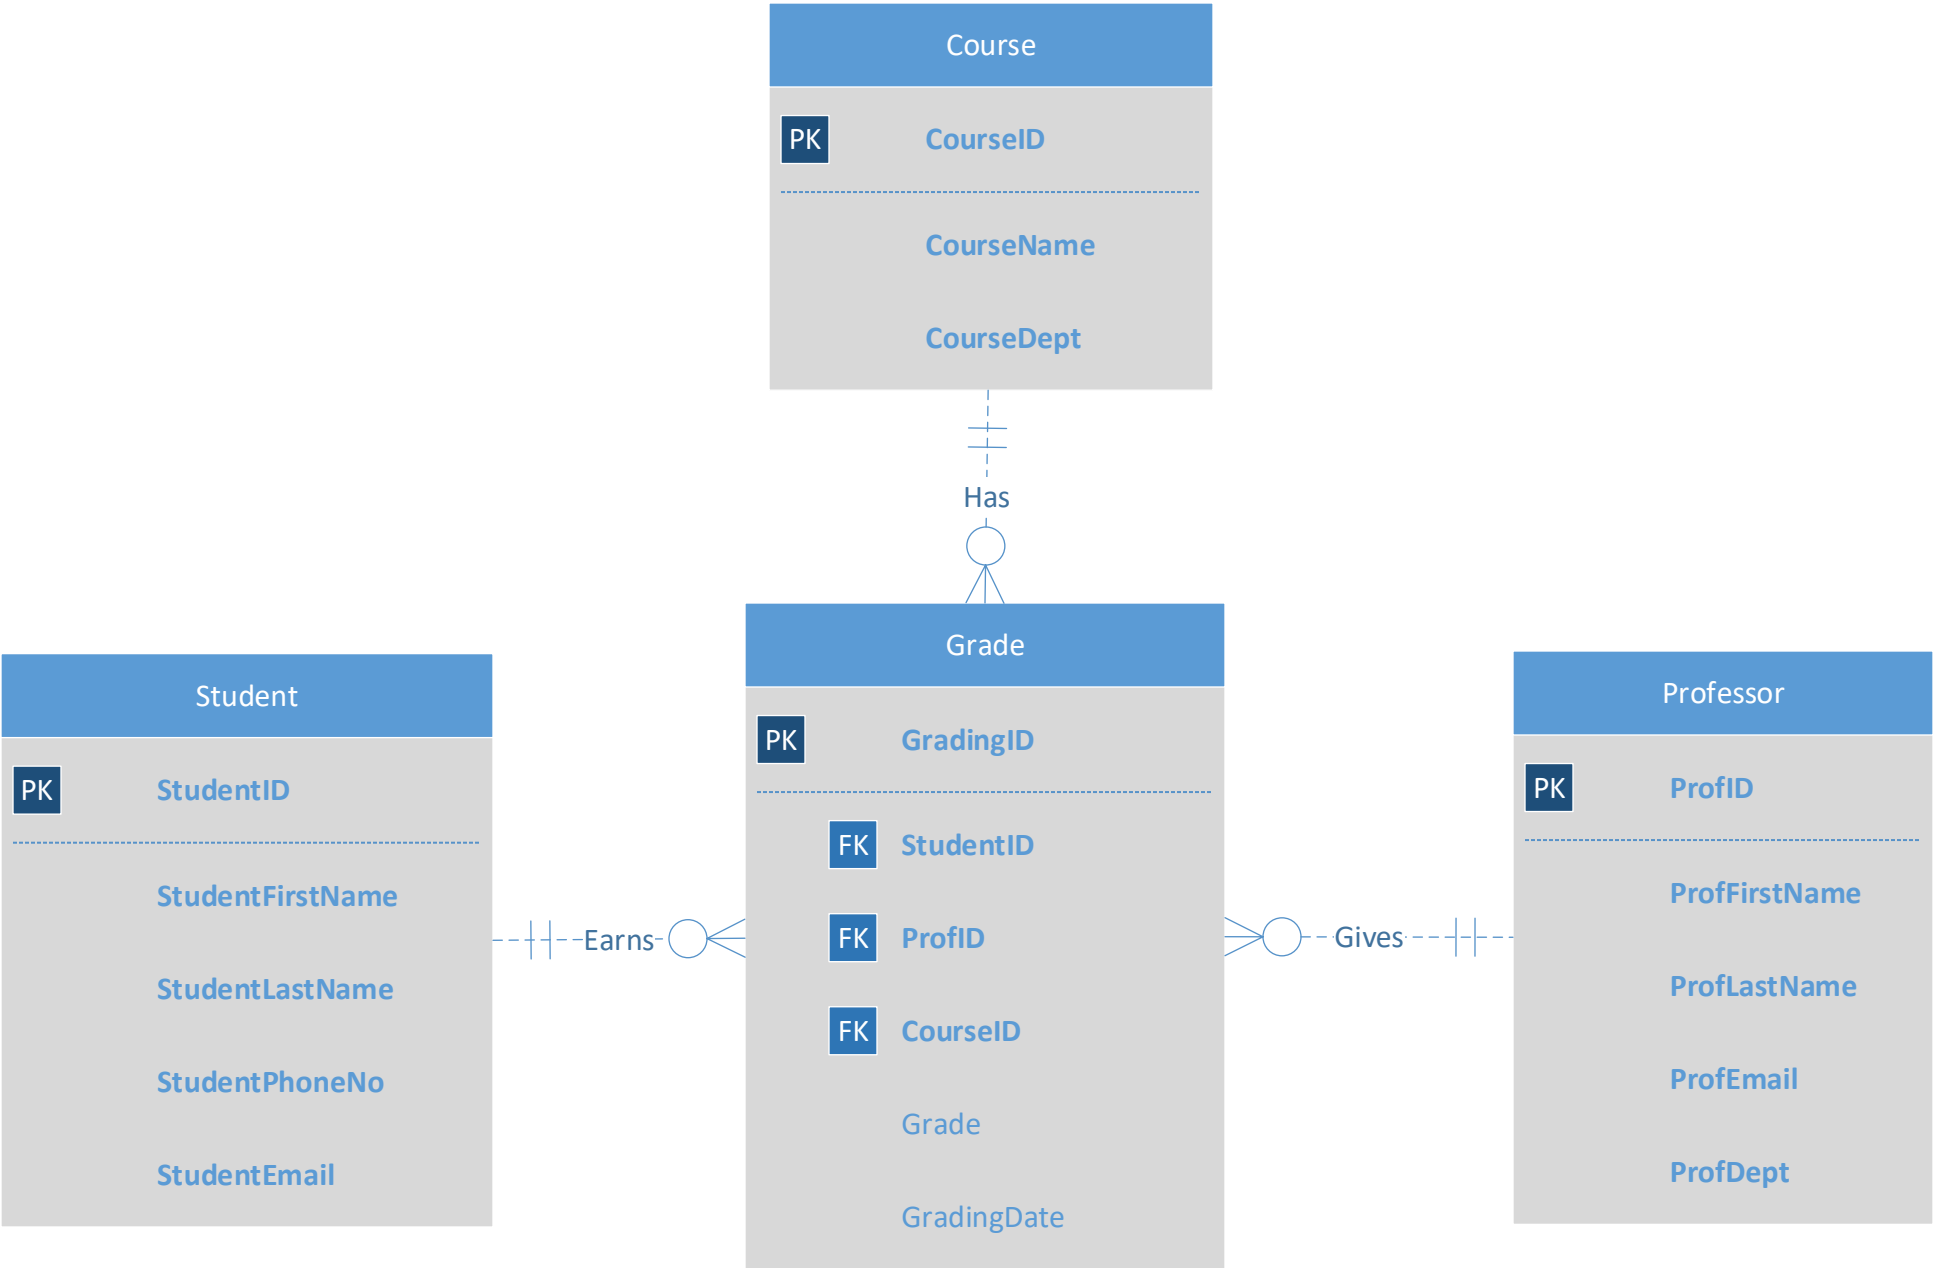 Course
PK CourseID
CourseName
CourseDept
Has
Student
PK StudentID
StudentFirstName
StudentLastName
StudentPhoneNo
StudentEmail
Earns
Grade
PK GradingID
FK StudentID
FK ProfID
FK CourseID
Grade
GradingDate
Gives
Professor
PK ProfID
ProfFirstName
ProfLastName
ProfEmail
ProfDept